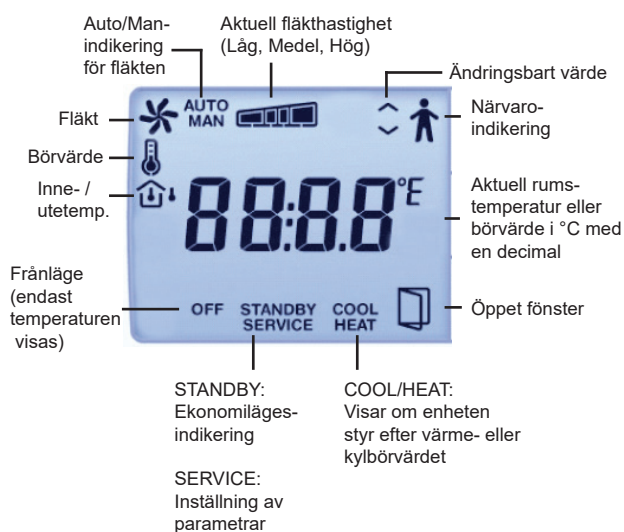 Auto/Man-
indikering
för fläkten
Aktuell fläkthastighet
(Låg, Medel, Hög)
Ändringsbart värde
Fläkt
AUTO
MAN
Närvaro-
indikering
Börvärde
Inne- /
utetemp.
88:8.8°E
Aktuell rums-
temperatur eller
börvärde i °C med
en decimal
Frånläge
(endast
temperaturen
visas)
OFF
STANDBY
SERVICE
COOL
HEAT
Öppet fönster
STANDBY:
Ekonomiläges-
indikering
SERVICE:
Inställning av
parametrar
COOL/HEAT:
Visar om enheten
styr efter värme- eller
kylbörvärdet